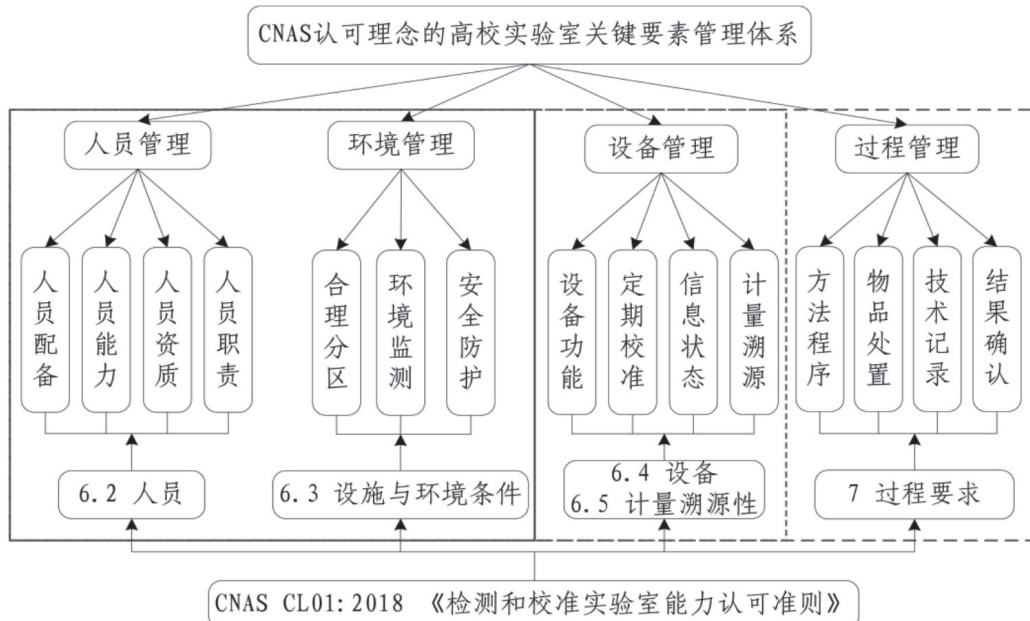 CNAS认可理念的高校实验室关键要素管理体系
人员管理
环境管理
设备管理
过程管理
人员配备
人员能力
人员资质
人员职责
合理分区
环境监测
安全防护
设备功能
定期校准
信息状态
计量溯源
方法程序
物品处置
技术记录
结果确认
6.2 人员
6.3 设施与环境条件
6.4 设备
6.5 计量溯源性
7 过程要求
CNAS CL01:2018 《检测和校准实验室能力认可准则》